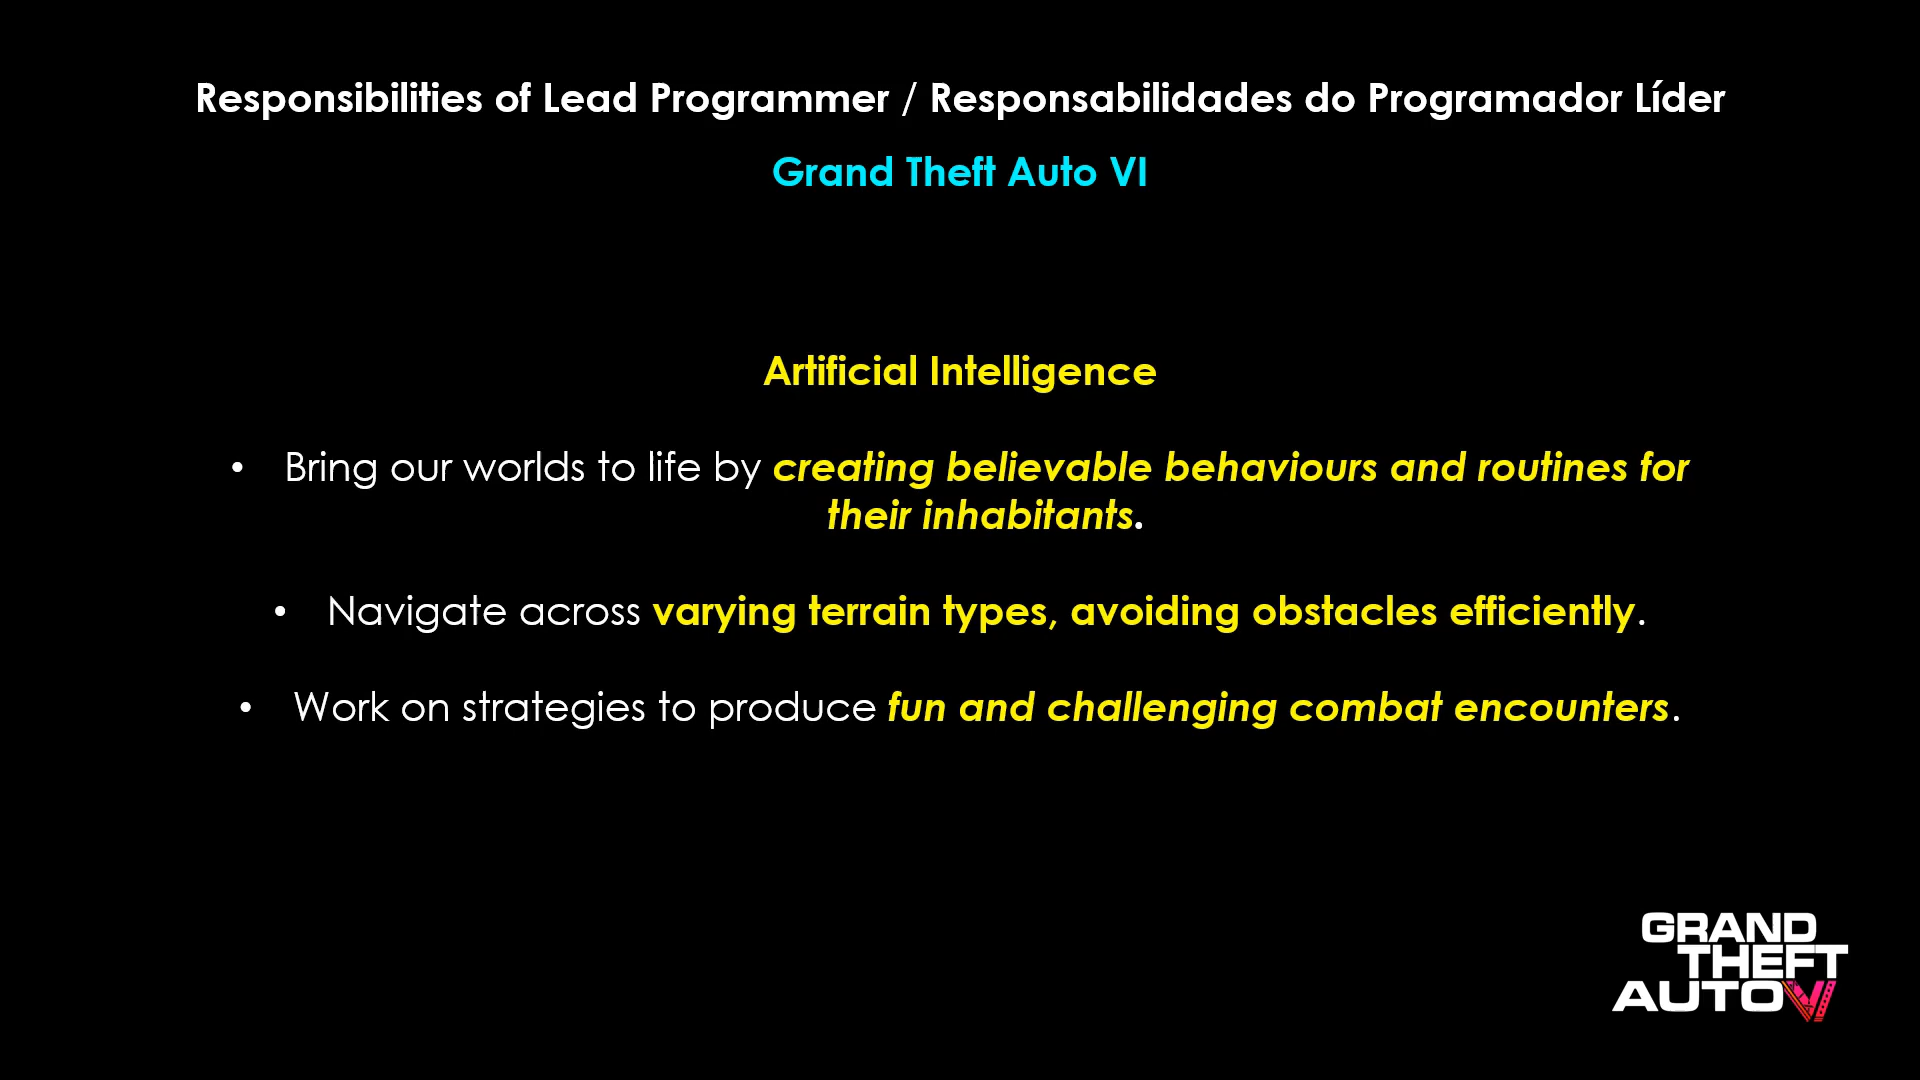 Responsibilities of Lead Programmer / Responsabilidades do Programador Líder
Grand Theft Auto VI
Artificial Intelligence
• Bring our worlds to life by creating believable behaviours and routines for
their inhabitants.
• Navigate across varying terrain types, avoiding obstacles efficiently.
• Work on strategies to produce fun and challenging combat encounters.
GRAND
THEFT
AUTO VI